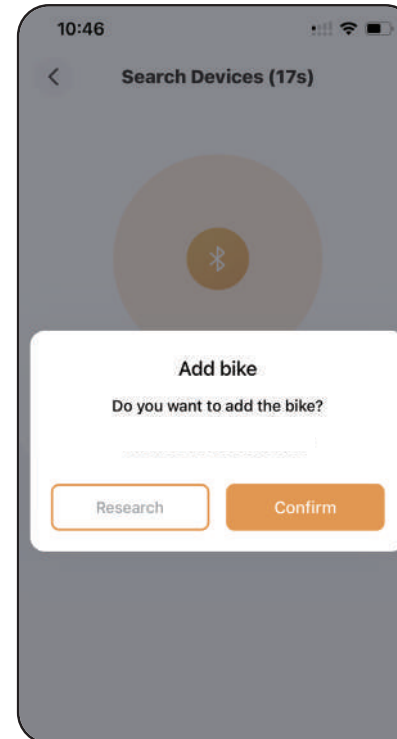 10:46
Search Devices (17s)
Add bike
Do you want to add the bike?
Research
Confirm